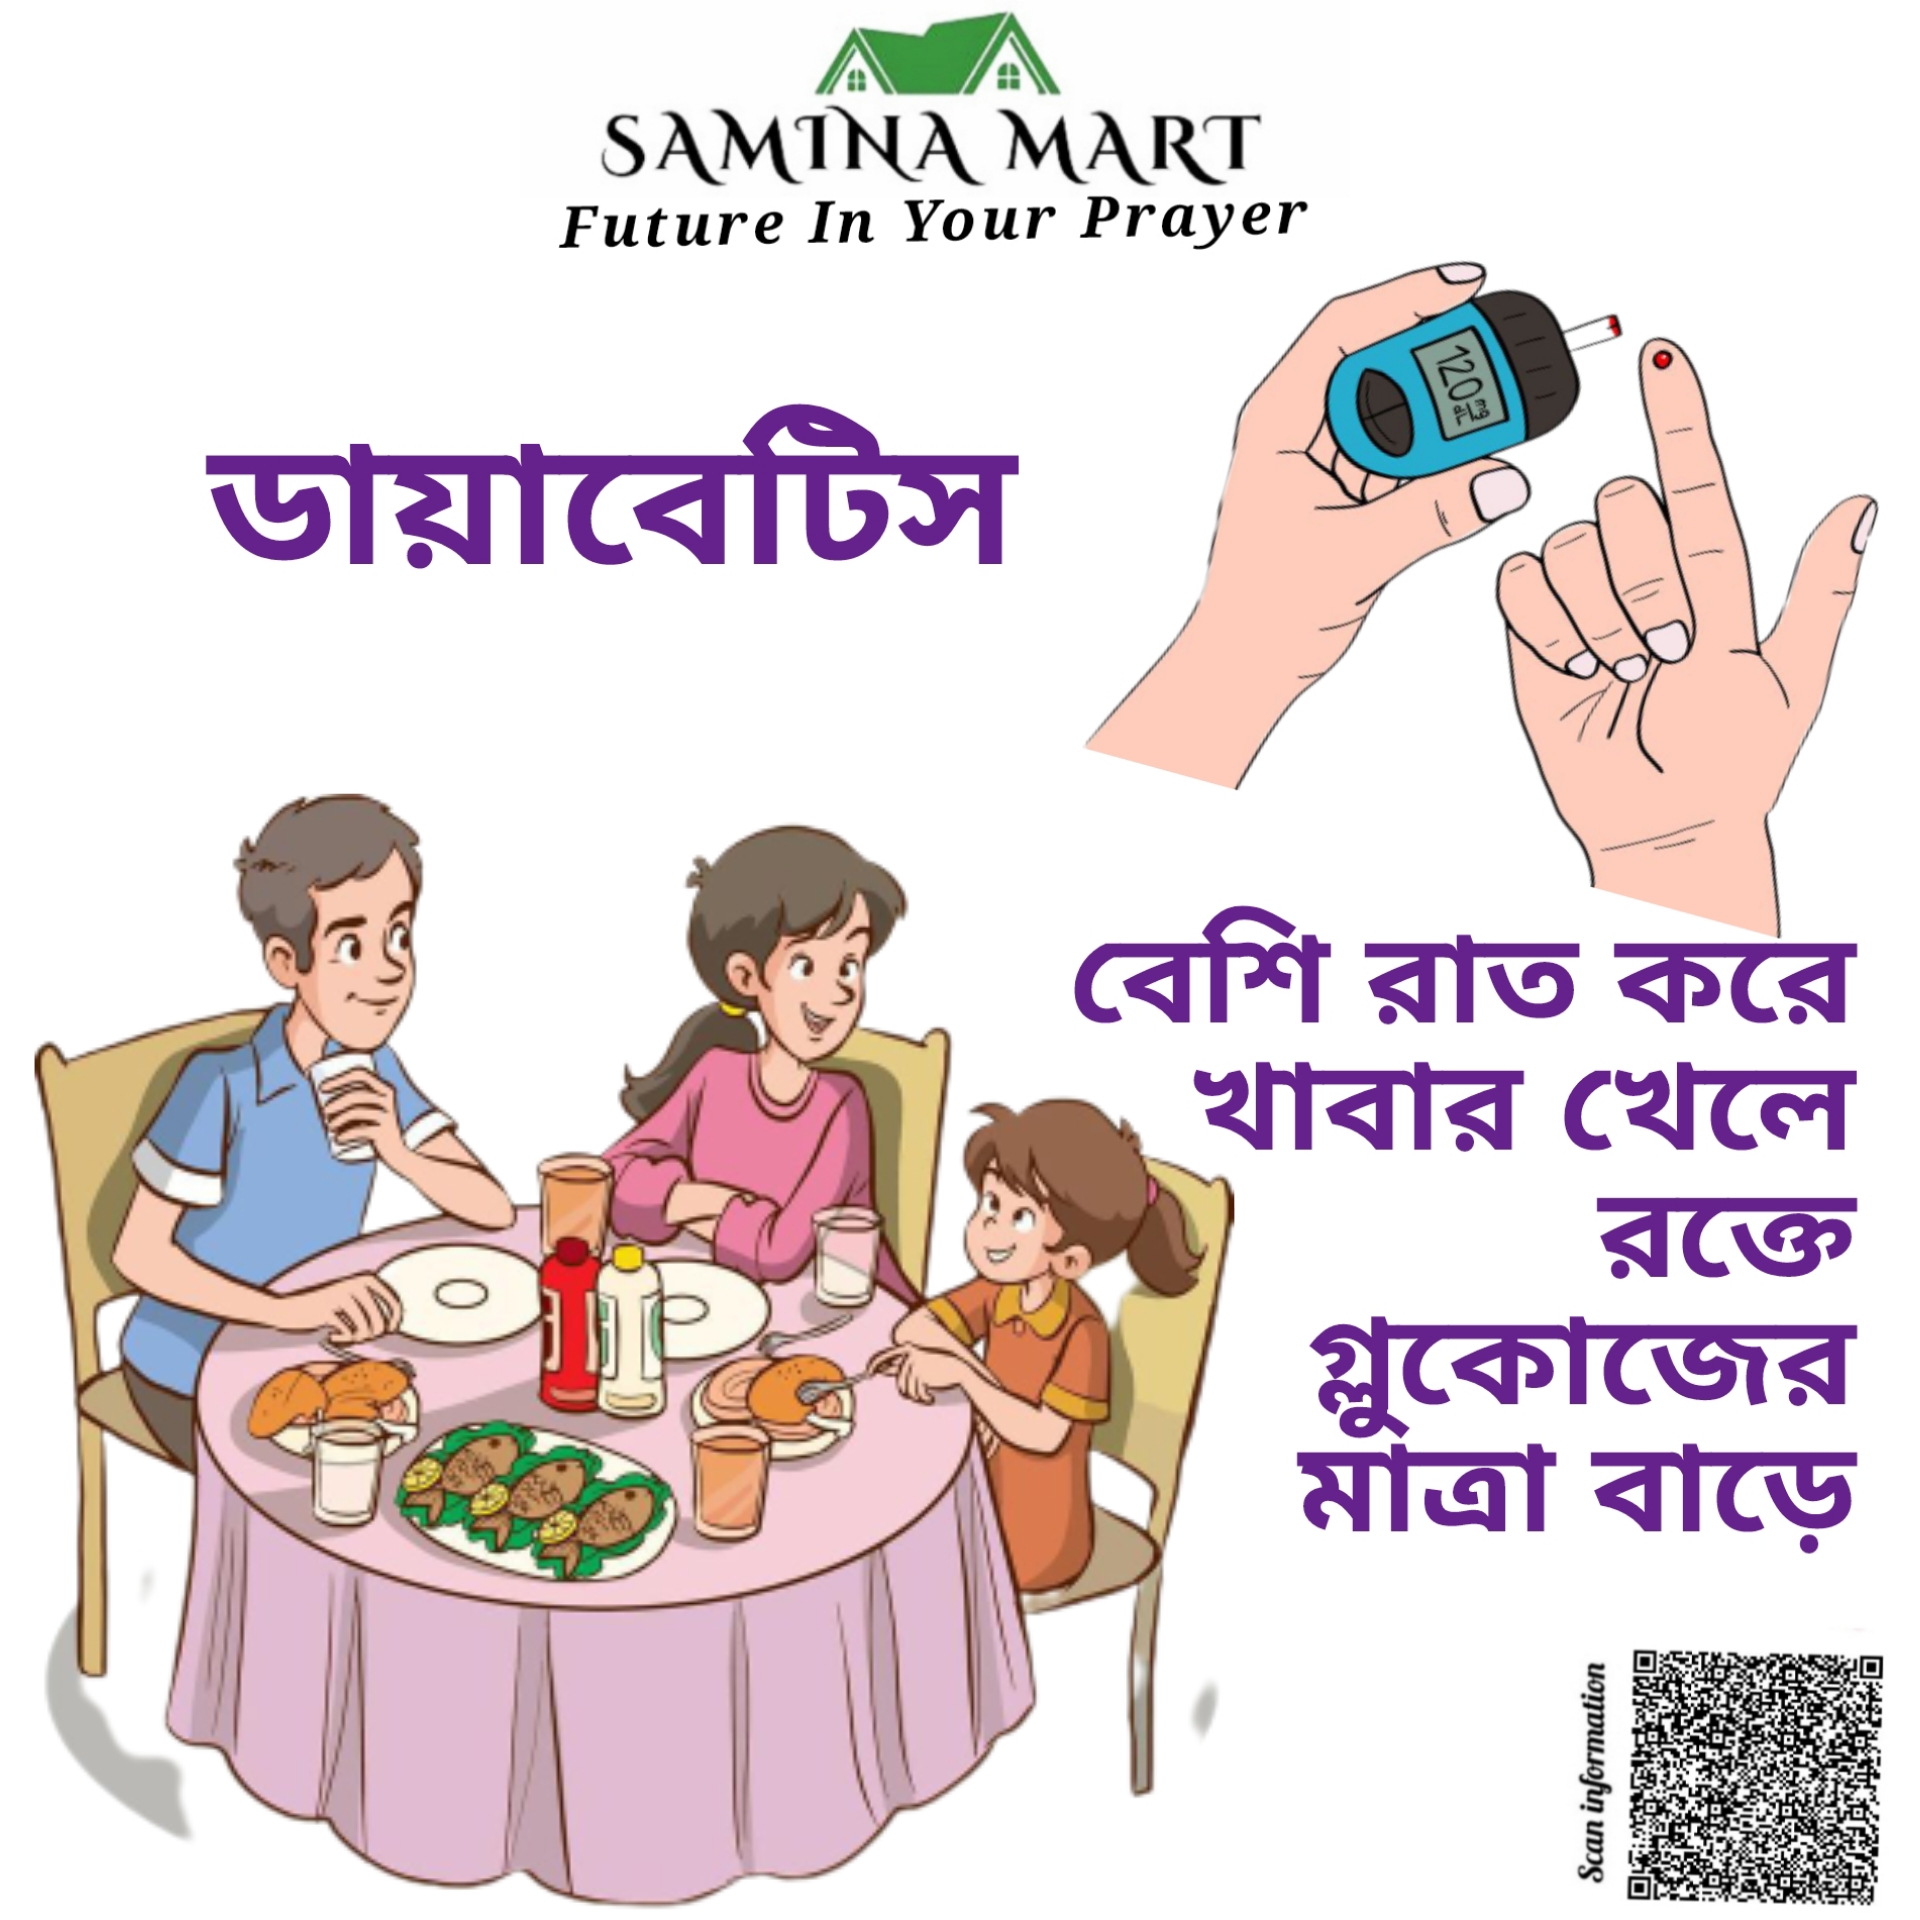 SAMINA MART
Future In Your Prayer
120 mg/dL
ডায়াবেটিস
বেশি রাত করে
খাবার খেলে
রক্তে
গ্লুকোজের
মাত্রা বাড়ে
Scan information